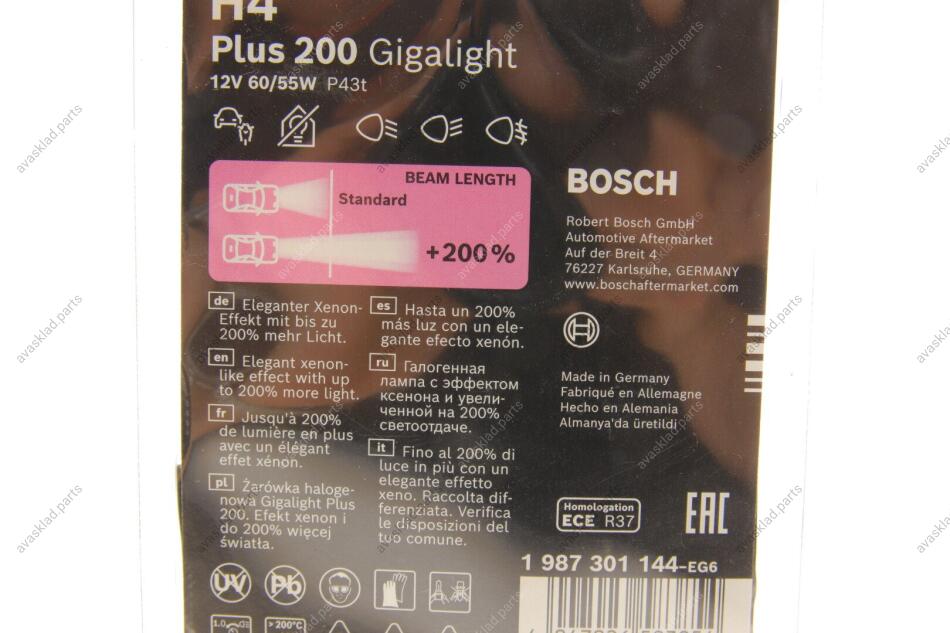 H4
Plus 200 Gigalight
12V 60/55W P43t
BEAM LENGTH
Standard
+200%
BOSCH
Robert Bosch GmbH
Automotive Aftermarket
Auf der Breit 4
76227 Karlsruhe, GERMANY
www.boschaftermarket.com
de Eleganter Xenon-
Effekt mit bis zu
200% mehr Licht.
en Elegant xenon-
like effect with up
to 200% more light.
fr Jusqu'à 200%
de lumière en plus
avec un élégant
effet xénon.
pl Żarówka haloge-
nowa Gigalight Plus
200. Efekt xenon i
do 200% więcej
światła.
es Hasta un 200%
más luz con un ele-
gante efecto xenón.
ru Галогенная
лампа с эффектом
ксенона и увели-
ченной на 200%
светоотдаче.
it Fino al 200% di
luce in più con un
elegante effetto
xeno. Raccolta dif-
ferenziata. Verifica
le disposizioni del
tuo comune.
Made in Germany
Fabriqué en Allemagne
Hecho en Alemania
Almanya'da üretildi
Homologation
ECE R37
EAC
1 987 301 144-EG6
UV
Pb
1.0
> 200°C
avasklad.parts